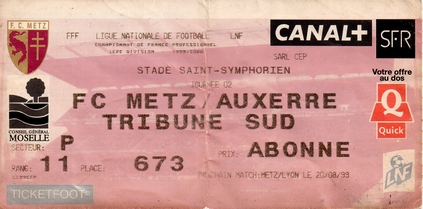 F.C. METZ
FFF LIGUE NATIONALE DE FOOTBALL LNF
CHAMPIONNAT DE FRANCE PROFESSIONNEL
1ERE DIVISION
SARL CEP
CANAL+
SFR
STADE SAINT-SYMPHORIEN
JOURNEE 02
Votre offre
au dos
FC METZ/AUXERRE
TRIBUNE SUD
Quick
CONSEIL GÉNÉRAL
MOSELLE
SECTEUR: P
RANG: 11 PLACE: 673 PRIX: ABONNE
PROCHAIN MATCH:METZ/LYON LE 20/08/99
LNF
TICKETFOOT